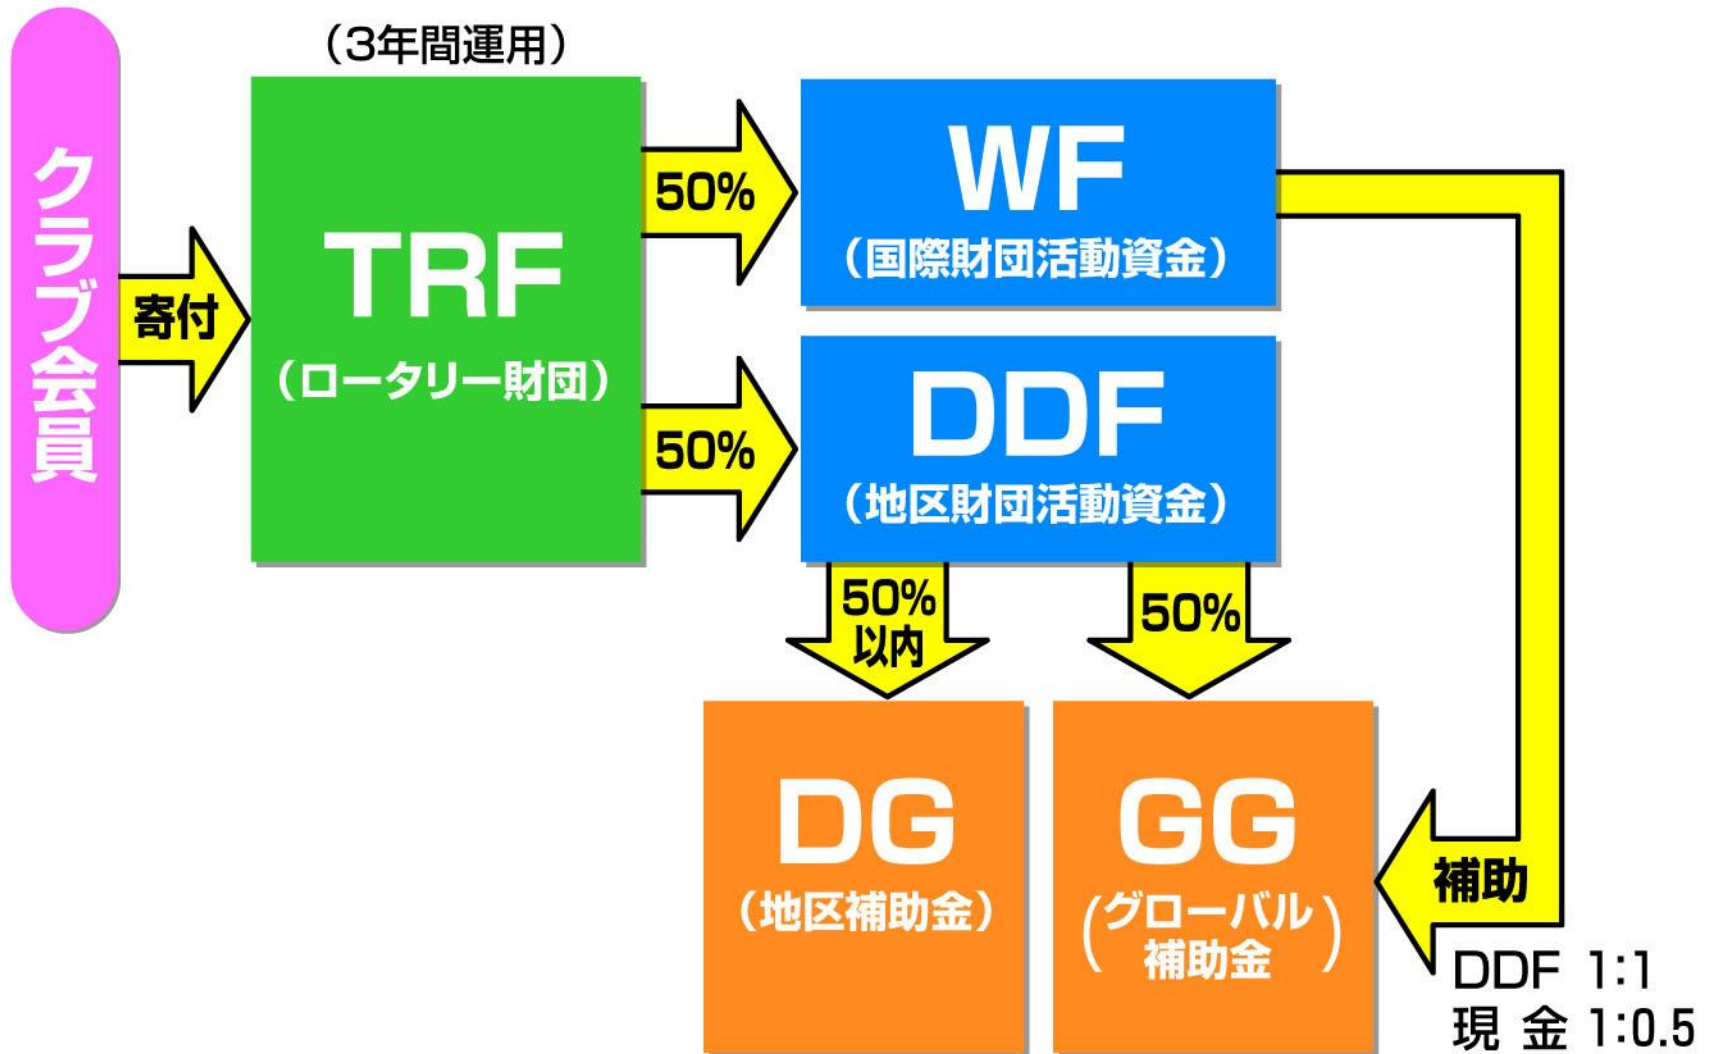 クラブ会員
寄付
（3年間運用）
TRF
（ロータリー財団）
50%
50%
WF
（国際財団活動資金）
DDF
（地区財団活動資金）
50%
以内
50%
DG
（地区補助金）
GG
（グローバル
補助金）
補助
DDF 1:1
現 金 1:0.5